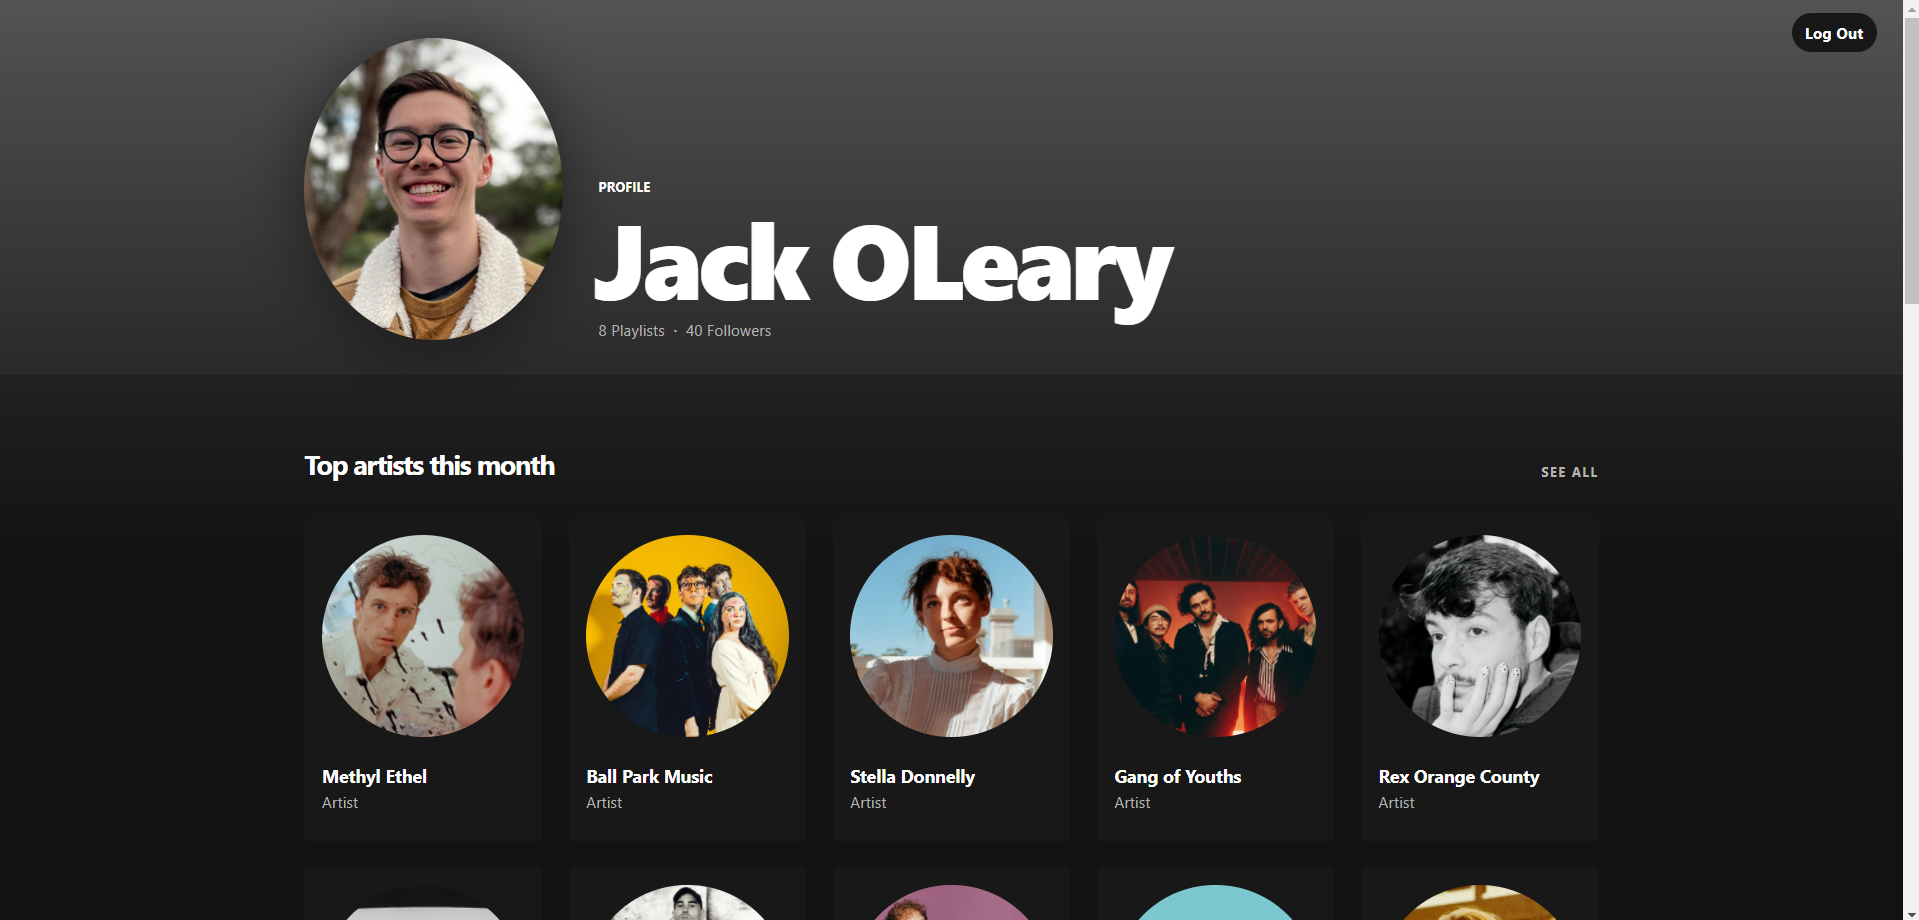 Log Out
PROFILE
Jack OLeary
8 Playlists · 40 Followers
Top artists this month
SEE ALL
Methyl Ethel
Artist
Ball Park Music
Artist
Stella Donnelly
Artist
Gang of Youths
Artist
Rex Orange County
Artist